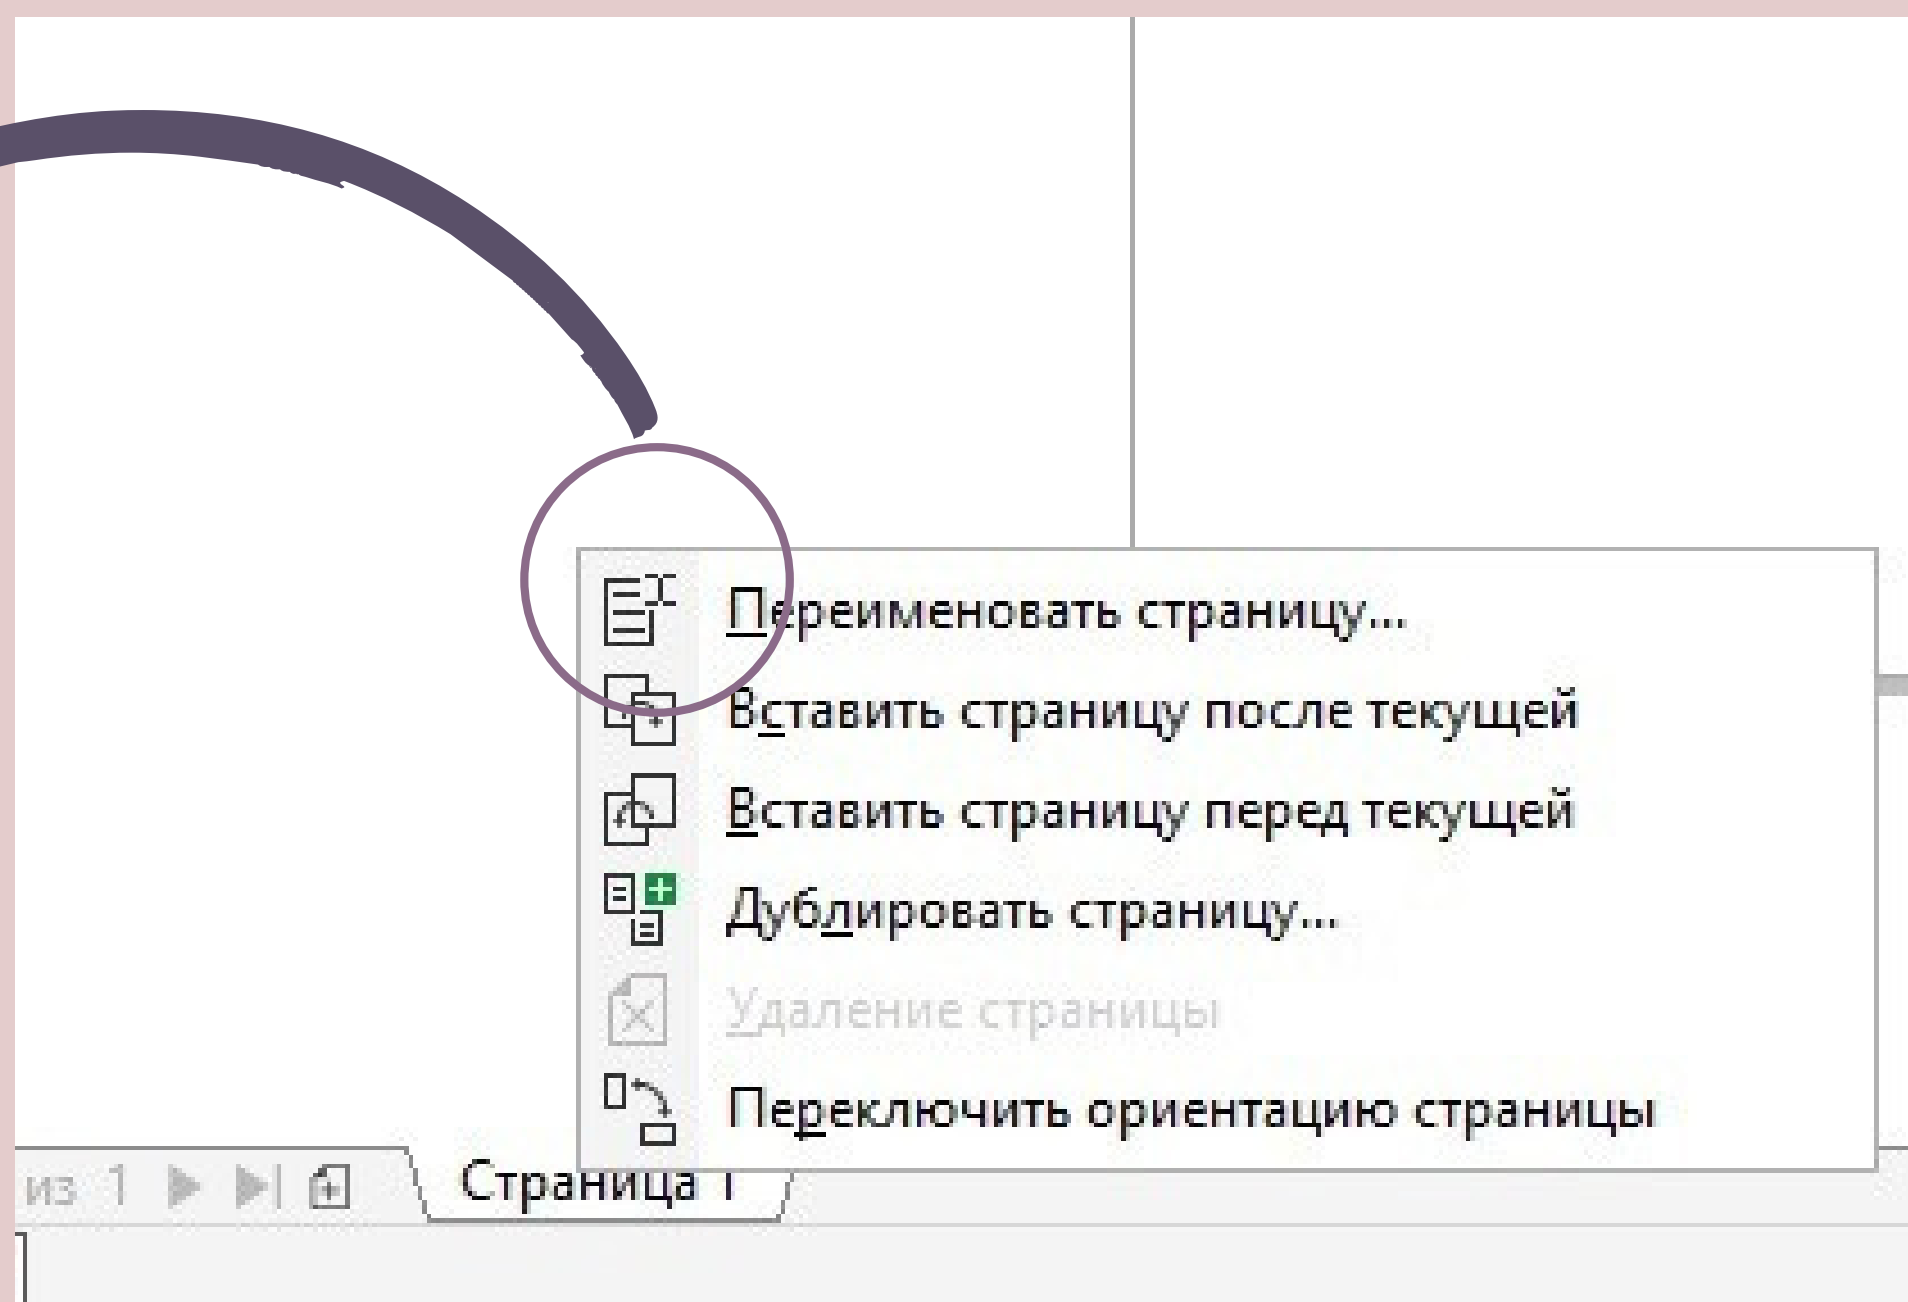 Переименовать страницу...
Вставить страницу после текущей
Вставить страницу перед текущей
Дублировать страницу...
Удаление страницы
Переключить ориентацию страницы
из 1 Страница 1